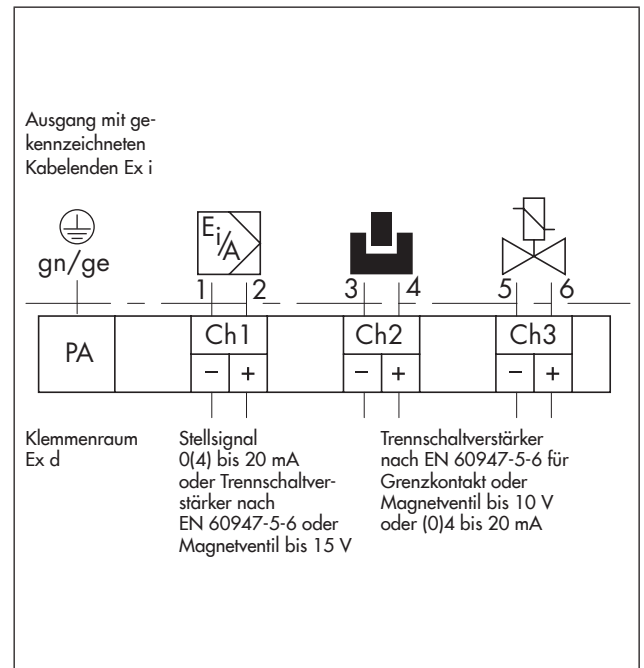 Ausgang mit ge-
kennzeichneten
Kabelenden Ex i
gn/ge
Ei/A
1 2 3 4 5 6
PA Ch1 Ch2 Ch3
– + – + – +
Klemmenraum
Ex d
Stellsignal
0(4) bis 20 mA
oder Trennschaltver-
stärker nach
EN 60947-5-6 oder
Magnetventil bis 15 V
Trennschaltverstärker
nach EN 60947-5-6 für
Grenzkontakt oder
Magnetventil bis 10 V
oder (0)4 bis 20 mA